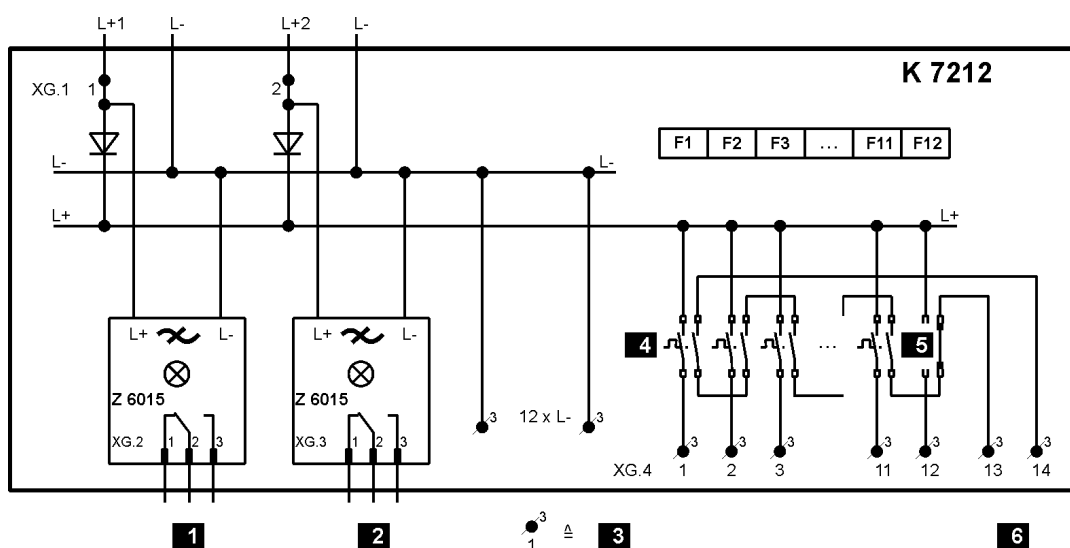 L+1 L- L+2 L-
K 7212
XG.1 1 2
F1 F2 F3 ... F11 F12
L- L-
L+ L+
L+ L- L+ L-
4 ... 5
Z 6015 Z 6015
3 12 x L- 3
XG.2 1 2 3 XG.3 1 2 3
3 3 3 3 3 3 3
XG.4 1 2 3 11 12 13 14
1 2 3 1 ≙ 3 6